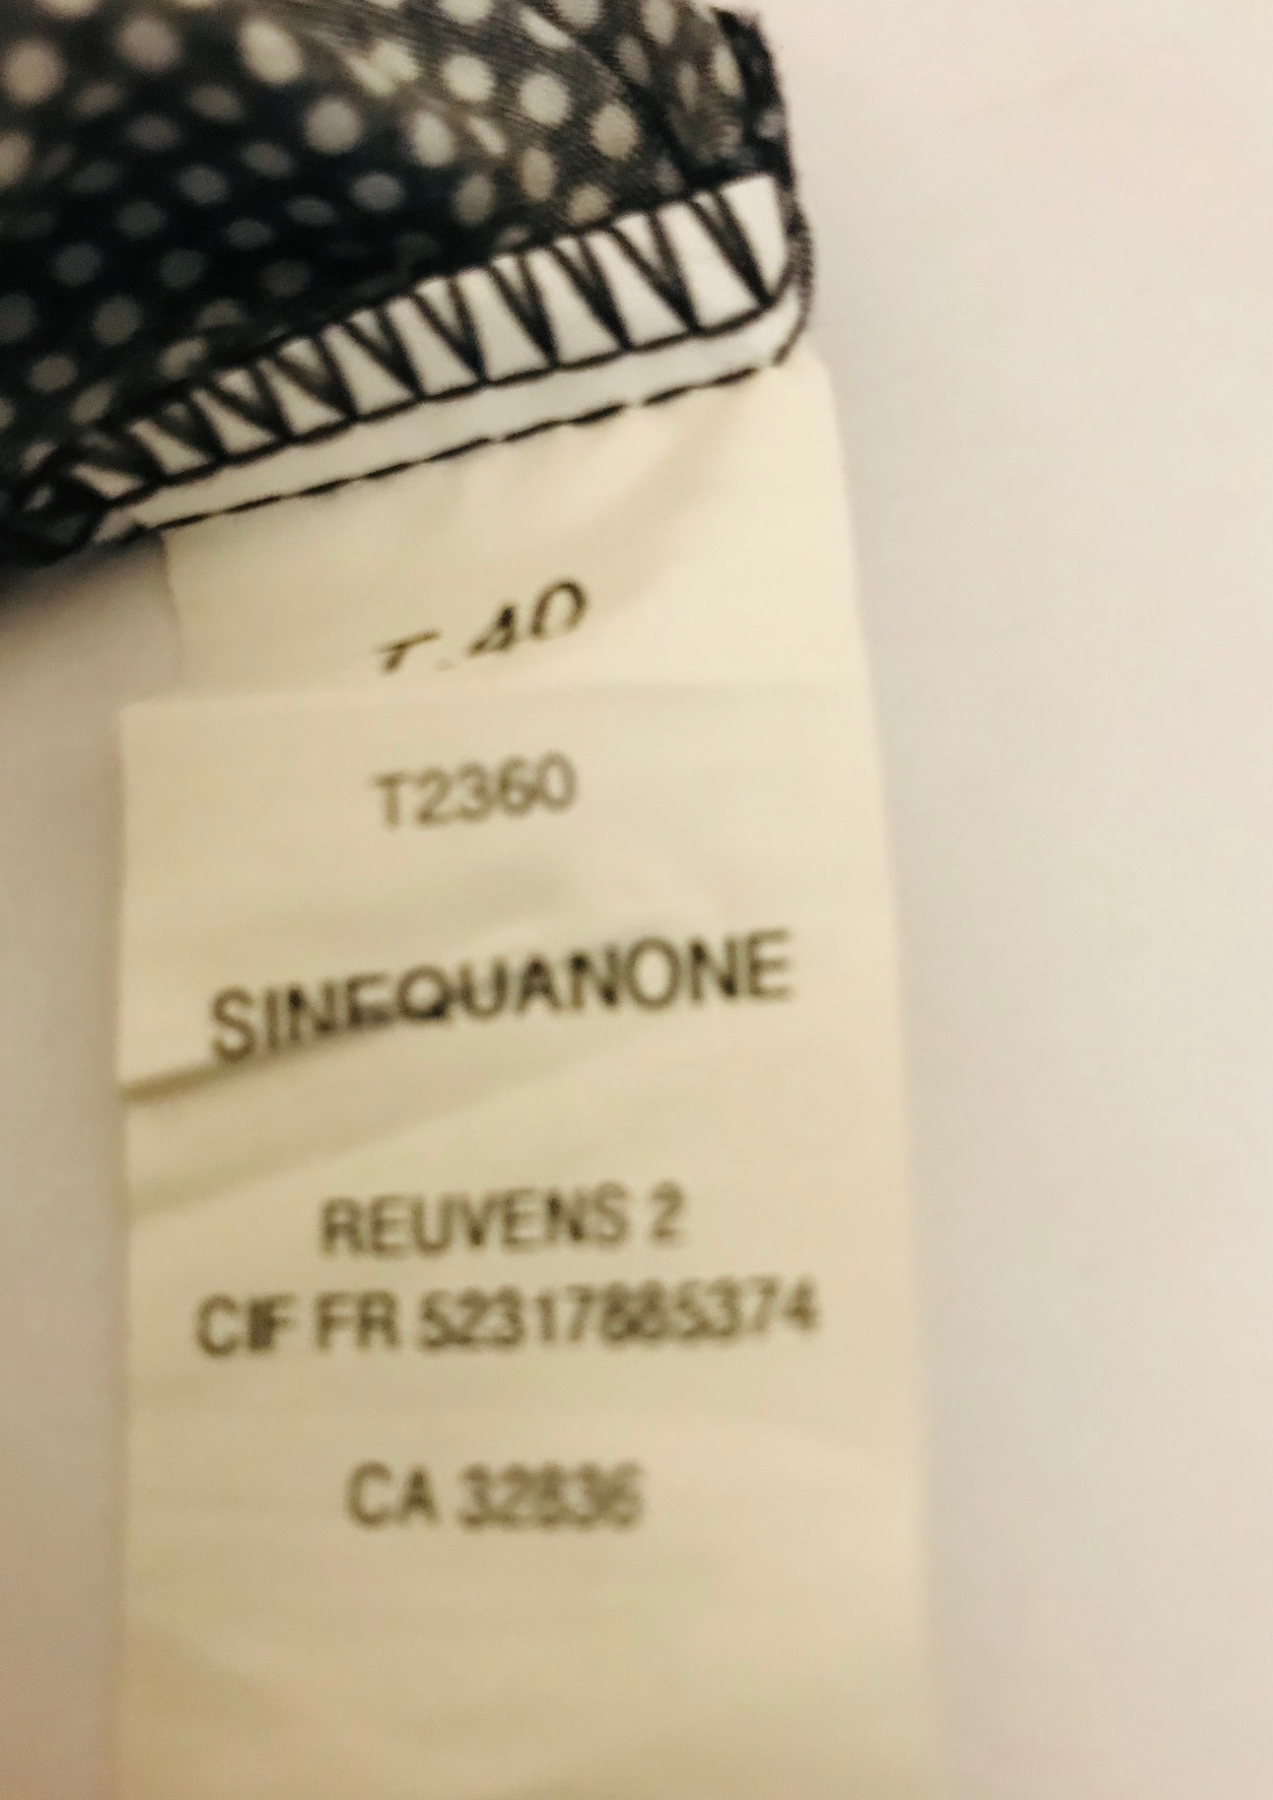 T.40
T2360
SINEQUANONE
REUVENS 2
CIF FR 52317885374
CA 32836